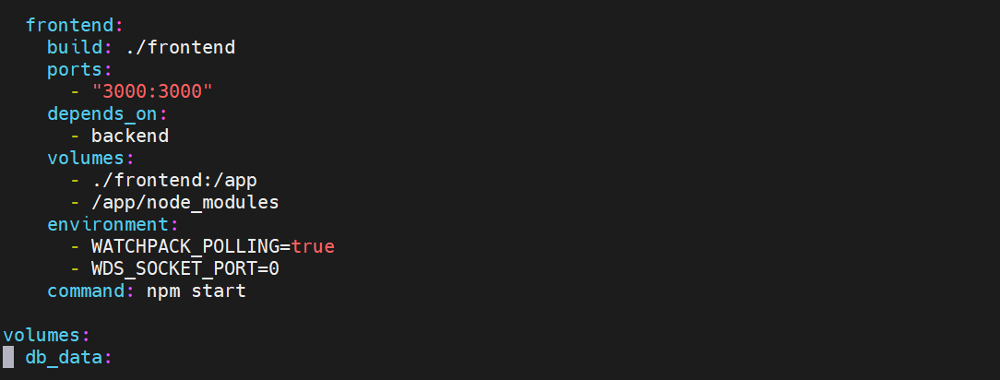 frontend:
    build: ./frontend
    ports:
      - "3000:3000"
    depends_on:
      - backend
    volumes:
      - ./frontend:/app
      - /app/node_modules
    environment:
      - WATCHPACK_POLLING=true
      - WDS_SOCKET_PORT=0
    command: npm start

volumes:
  db_data: